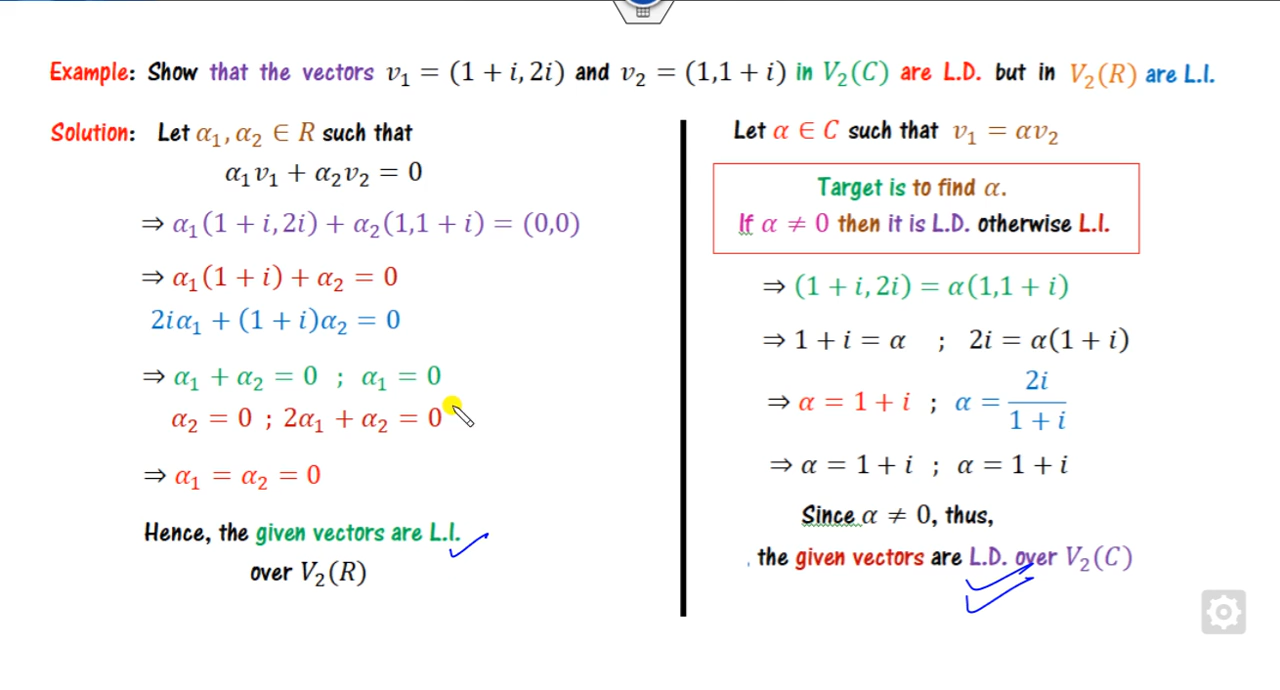 Example: Show that the vectors v₁ = (1 + i, 2i) and v₂ = (1,1 + i) in V₂(C) are L.D. but in V₂(R) are L.I.
Solution: Let α₁, α₂ ∈ R such that
α₁v₁ + α₂v₂ = 0
⇒ α₁(1 + i, 2i) + α₂(1,1 + i) = (0,0)
⇒ α₁(1 + i) + α₂ = 0
2iα₁ + (1 + i)α₂ = 0
⇒ α₁ + α₂ = 0 ; α₁ = 0
α₂ = 0 ; 2α₁ + α₂ = 0
⇒ α₁ = α₂ = 0
Hence, the given vectors are L.I.
over V₂(R)
Let α ∈ C such that v₁ = αv₂
Target is to find α.
If α ≠ 0 then it is L.D. otherwise L.I.
⇒ (1 + i, 2i) = α(1,1 + i)
⇒ 1 + i = α ; 2i = α(1 + i)
⇒ α = 1 + i ; α = 2i / 1 + i
⇒ α = 1 + i ; α = 1 + i
Since α ≠ 0, thus,
the given vectors are L.D. over V₂(C)